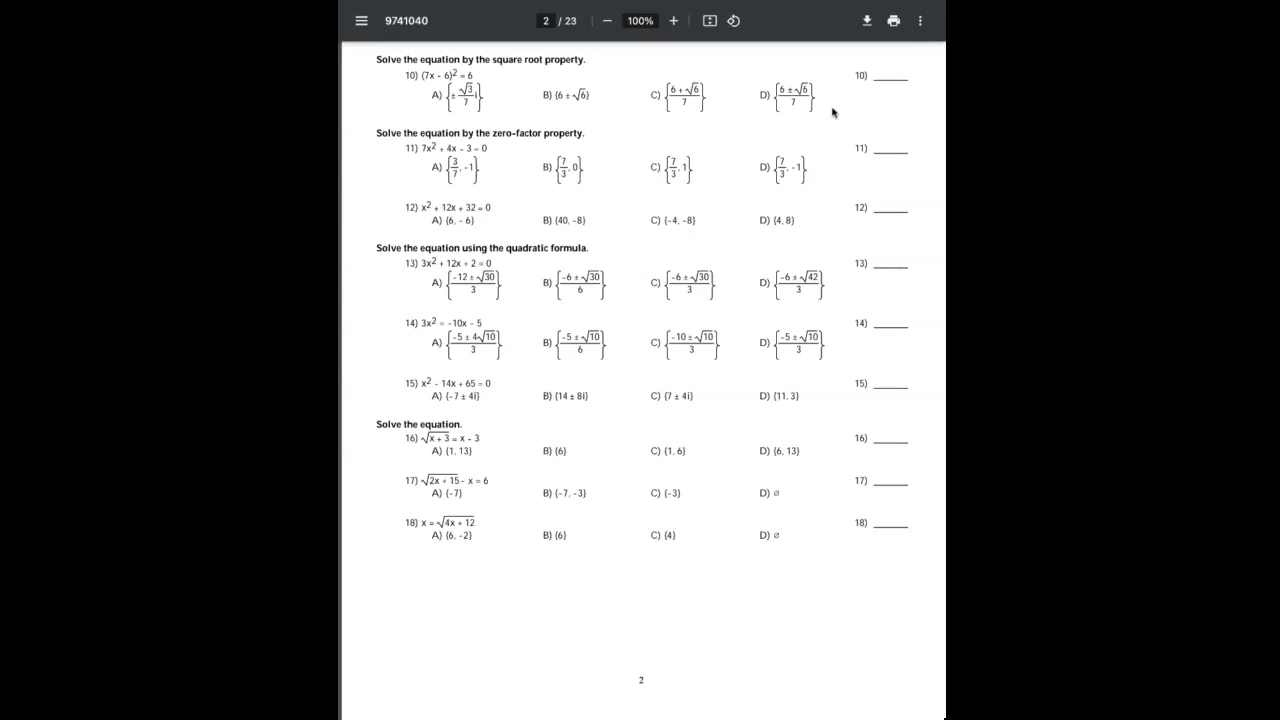 9741040 2 / 23 100%
Solve the equation by the square root property.
10) (7x - 6)² = 6 10) ______
A) {± √3/7 i} B) {6 ± √6} C) {(6 + √6)/7} D) {(6 ± √6)/7}
Solve the equation by the zero-factor property.
11) 7x² + 4x - 3 = 0 11) ______
A) {3/7, -1} B) {7/3, 0} C) {7/3, 1} D) {7/3, -1}
12) x² + 12x + 32 = 0 12) ______
A) {6, - 6} B) {40, -8} C) {-4, -8} D) {4, 8}
Solve the equation using the quadratic formula.
13) 3x² + 12x + 2 = 0 13) ______
A) {(-12 ± √30)/3} B) {(-6 ± √30)/6} C) {(-6 ± √30)/3} D) {(-6 ± √42)/3}
14) 3x² = -10x - 5 14) ______
A) {(-5 ± 4√10)/3} B) {(-5 ± √10)/6} C) {(-10 ± √10)/3} D) {(-5 ± √10)/3}
15) x² - 14x + 65 = 0 15) ______
A) {-7 ± 4i} B) {14 ± 8i} C) {7 ± 4i} D) {11, 3}
Solve the equation.
16) √(x + 3) = x - 3 16) ______
A) {1, 13} B) {6} C) {1, 6} D) {6, 13}
17) √(2x + 15) - x = 6 17) ______
A) {-7} B) {-7, -3} C) {-3} D) ∅
18) x = √(4x + 12) 18) ______
A) {6, -2} B) {6} C) {4} D) ∅
2